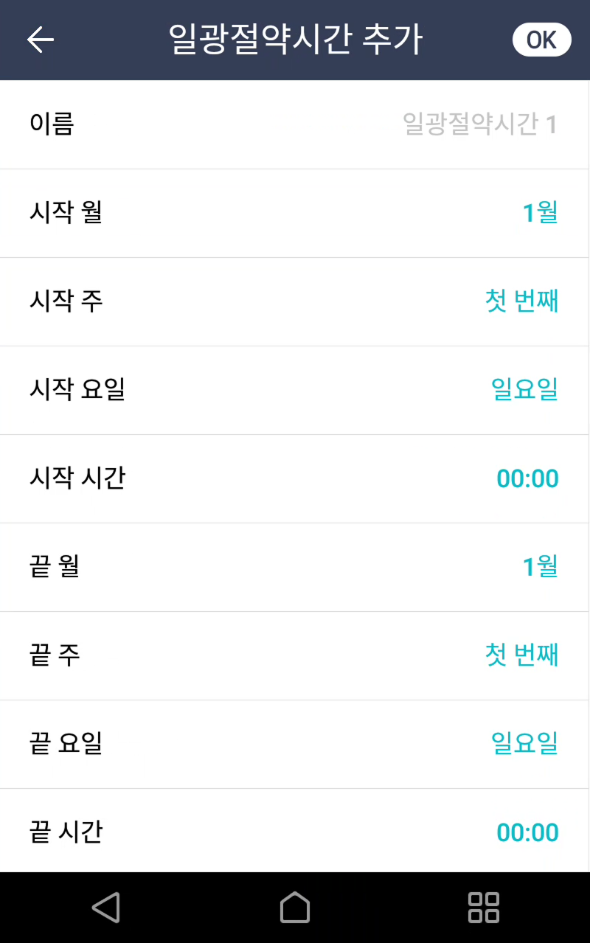 일광절약시간 추가
OK
이름
일광절약시간 1
시작 월
1월
시작 주
첫 번째
시작 요일
일요일
시작 시간
00:00
끝 월
1월
끝 주
첫 번째
끝 요일
일요일
끝 시간
00:00